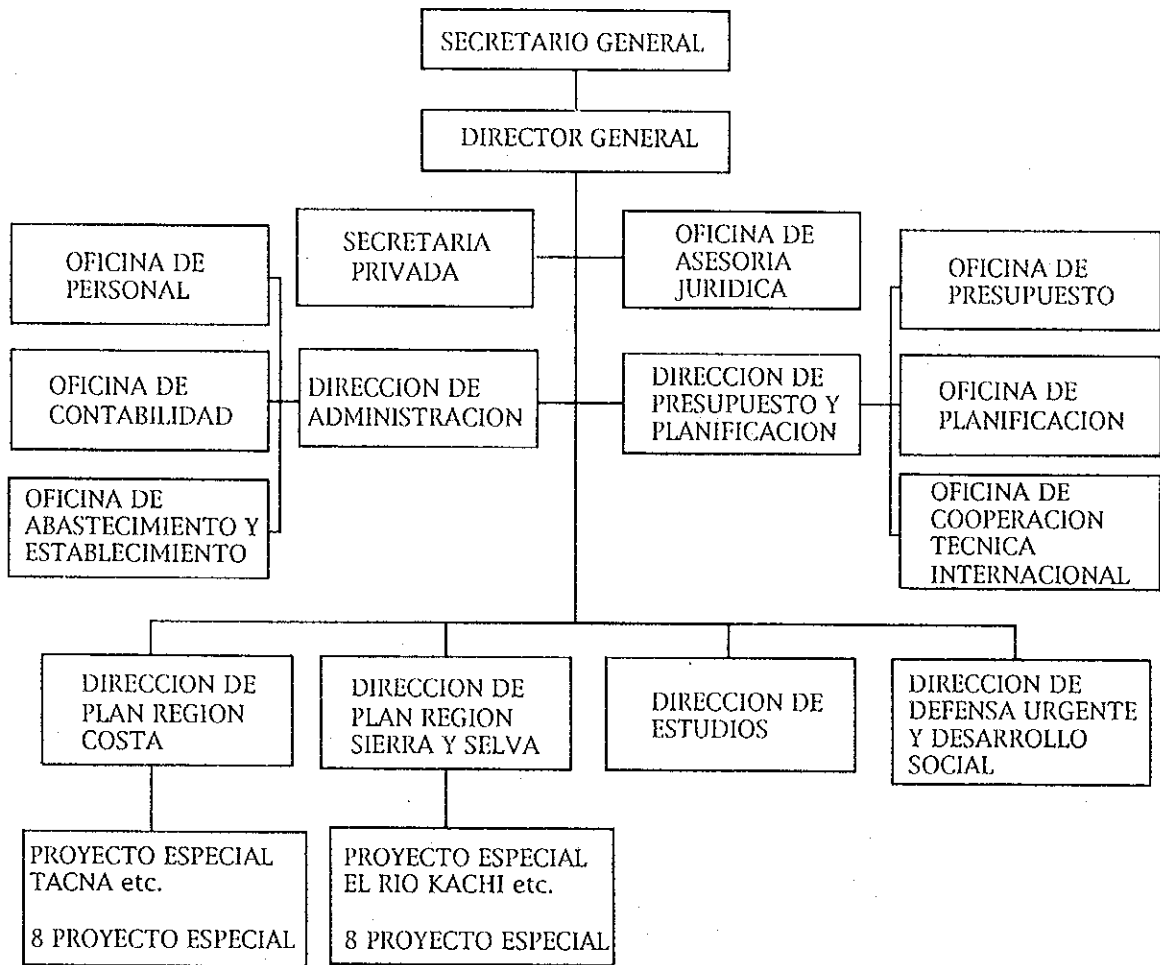 SECRETARIO GENERAL
DIRECTOR GENERAL
OFICINA DE
PERSONAL
SECRETARIA
PRIVADA
OFICINA DE
ASESORIA
JURIDICA
OFICINA DE
PRESUPUESTO
OFICINA DE
CONTABILIDAD
DIRECCION DE
ADMINISTRACION
DIRECCION DE
PRESUPUESTO Y
PLANIFICACION
OFICINA DE
PLANIFICACION
OFICINA DE
ABASTECIMIENTO Y
ESTABLECIMIENTO
OFICINA DE
COOPERACION
TECNICA
INTERNACIONAL
DIRECCION DE
PLAN REGION
COSTA
DIRECCION DE
PLAN REGION
SIERRA Y SELVA
DIRECCION DE
ESTUDIOS
DIRECCION DE
DEFENSA URGENTE
Y DESARROLLO
SOCIAL
PROYECTO ESPECIAL
TACNA etc.
8 PROYECTO ESPECIAL
PROYECTO ESPECIAL
EL RIO KACHI etc.
8 PROYECTO ESPECIAL